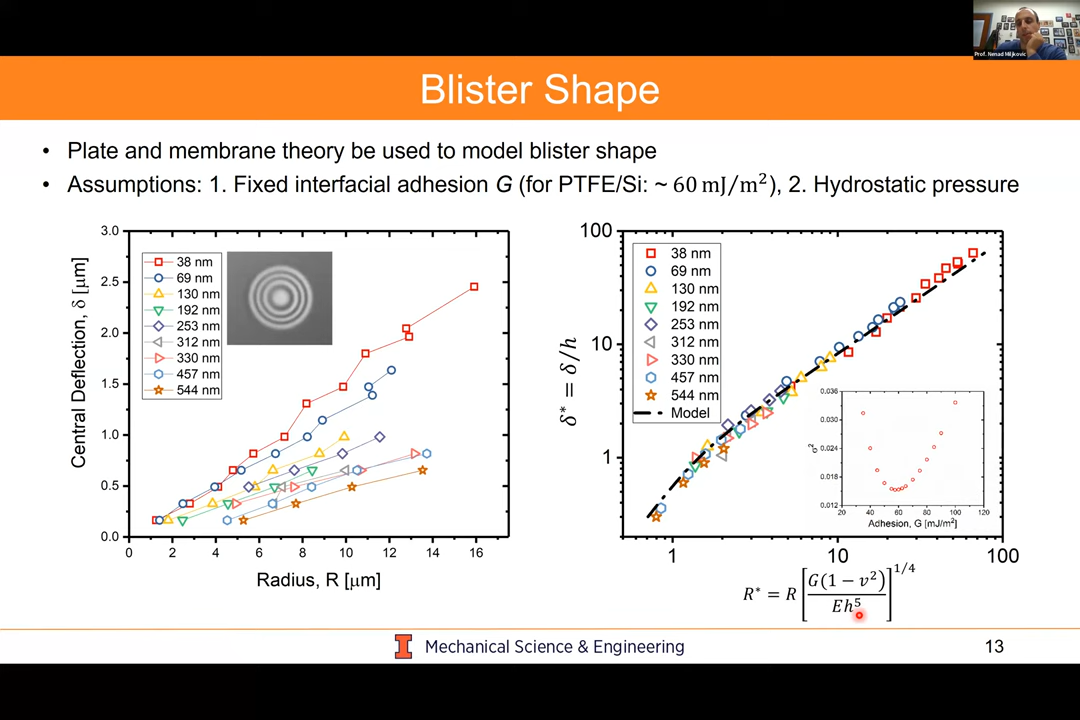 Prof. Nenad Miljkovic
Blister Shape
• Plate and membrane theory be used to model blister shape
• Assumptions: 1. Fixed interfacial adhesion G (for PTFE/Si: ~ 60 mJ/m²), 2. Hydrostatic pressure
Central Deflection, δ [μm]
3.0
2.5
2.0
1.5
1.0
0.5
0.0
38 nm
69 nm
130 nm
192 nm
253 nm
312 nm
330 nm
457 nm
544 nm
0 2 4 6 8 10 12 14 16
Radius, R [μm]
δ* = δ/h
100
10
1
38 nm
69 nm
130 nm
192 nm
253 nm
312 nm
330 nm
457 nm
544 nm
Model
σ²
0.036
0.030
0.024
0.018
0.012
20 40 60 80 100 120
Adhesion, G [mJ/m²]
1 10 100
R* = R [G(1 − v²) / Eh⁵]^1/4
I Mechanical Science & Engineering
13